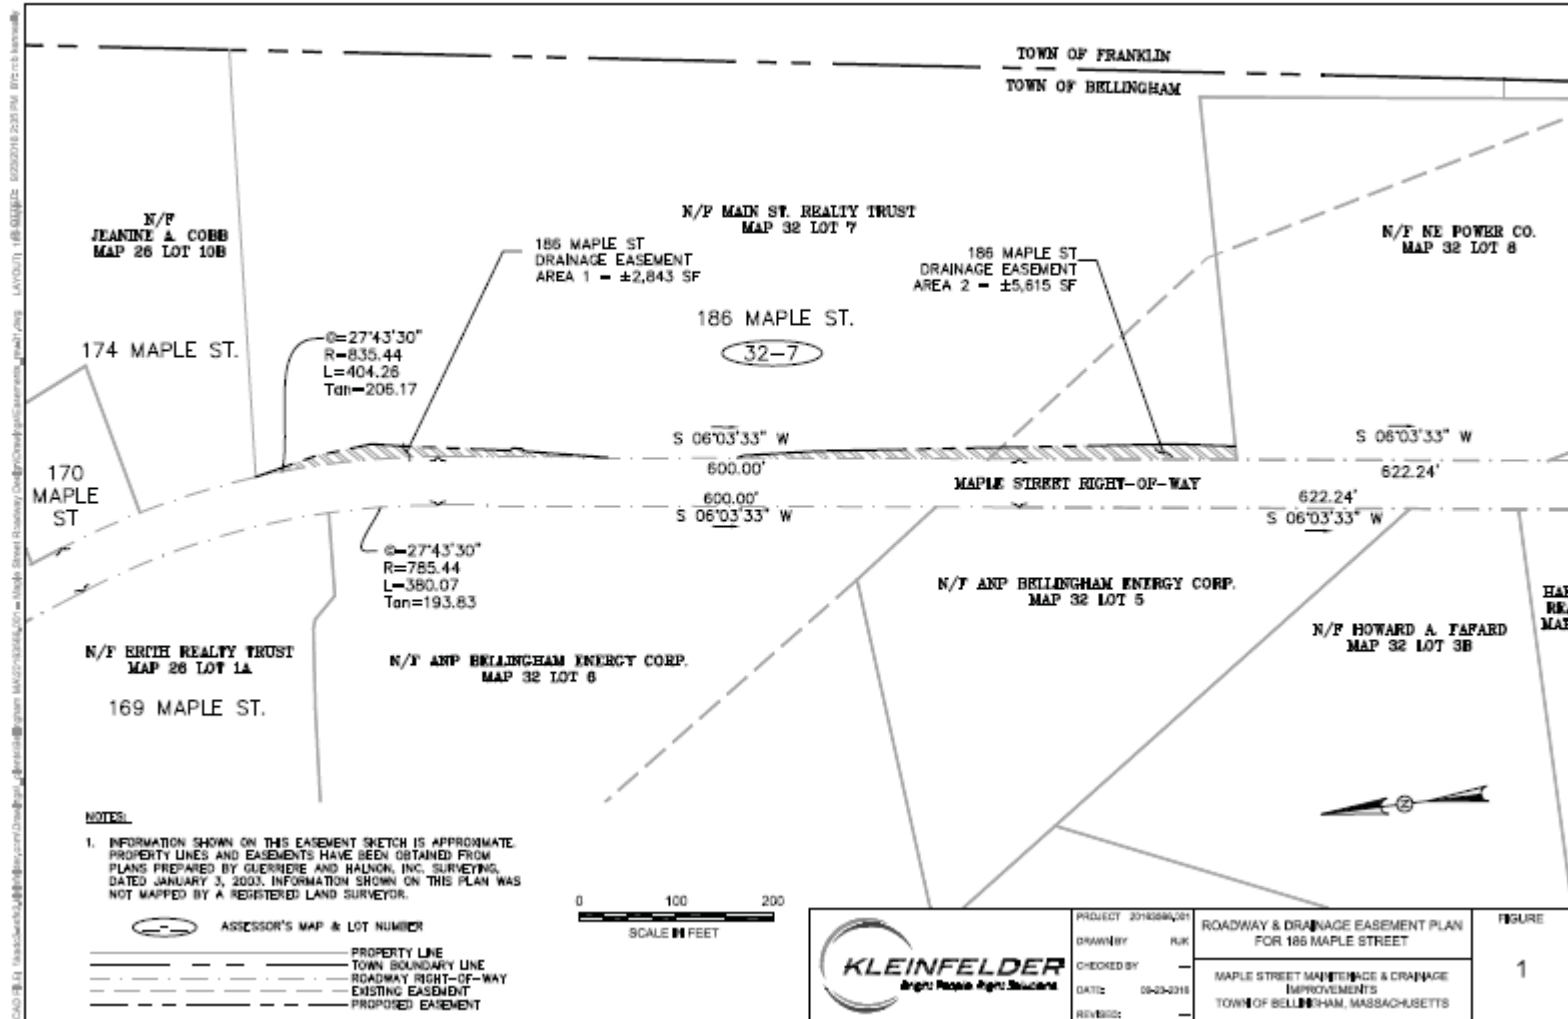 TOWN OF FRANKLIN
TOWN OF BELLINGHAM
N/F
JEANINE A. COBB
MAP 26 LOT 10B
174 MAPLE ST.
170
MAPLE
ST
Θ=27°43'30"
R=835.44
L=404.26
Tan=206.17
186 MAPLE ST
DRAINAGE EASEMENT
AREA 1 = ±2,843 SF
N/F MAIN ST. REALTY TRUST
MAP 32 LOT 7
186 MAPLE ST.
32-7
186 MAPLE ST
DRAINAGE EASEMENT
AREA 2 = ±5,615 SF
N/F NE POWER CO.
MAP 32 LOT 8
S 06°03'33" W
600.00'
600.00'
S 06°03'33" W
MAPLE STREET RIGHT-OF-WAY
S 06°03'33" W
622.24'
622.24'
S 06°03'33" W
Θ=27°43'30"
R=785.44
L=380.07
Tan=193.83
N/F ERITH REALTY TRUST
MAP 26 LOT 1A
169 MAPLE ST.
N/F ANP BELLINGHAM ENERGY CORP.
MAP 32 LOT 6
N/F ANP BELLINGHAM ENERGY CORP.
MAP 32 LOT 5
N/F HOWARD A. FAFARD
MAP 32 LOT 3B
NOTES:
1. INFORMATION SHOWN ON THIS EASEMENT SKETCH IS APPROXIMATE.
PROPERTY LINES AND EASEMENTS HAVE BEEN OBTAINED FROM
PLANS PREPARED BY GUERRIERE AND HALNON, INC. SURVEYING,
DATED JANUARY 3, 2003. INFORMATION SHOWN ON THIS PLAN WAS
NOT MAPPED BY A REGISTERED LAND SURVEYOR.
ASSESSOR'S MAP & LOT NUMBER
PROPERTY LINE
TOWN BOUNDARY LINE
ROADWAY RIGHT-OF-WAY
EXISTING EASEMENT
PROPOSED EASEMENT
0 100 200
SCALE IN FEET
KLEINFELDER
Bright People. Right Solutions.
PROJECT
DRAWN BY RJK
CHECKED BY —
DATE:
REVISED: —
ROADWAY & DRAINAGE EASEMENT PLAN
FOR 186 MAPLE STREET
MAPLE STREET MAINTENACE & DRAINAGE
IMPROVEMENTS
TOWN OF BELLINGHAM, MASSACHUSETTS
FIGURE
1